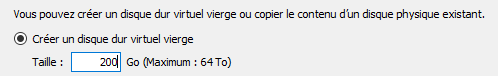 Vous pouvez créer un disque dur virtuel vierge ou copier le contenu d'un disque physique existant.
Créer un disque dur virtuel vierge
Taille : 200 Go (Maximum : 64 To)